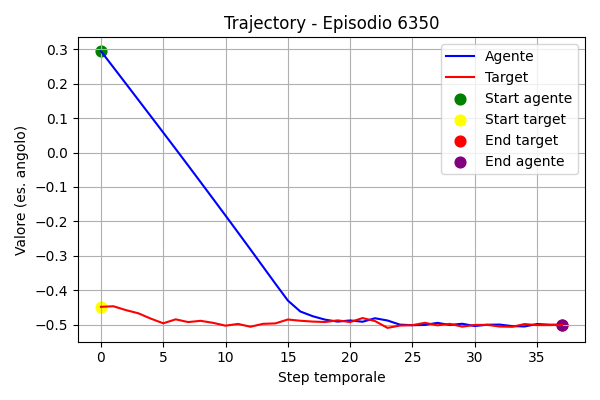 Trajectory - Episodio 6350
Valore (es. angolo)
0.3
0.2
0.1
0.0
−0.1
−0.2
−0.3
−0.4
−0.5
0 5 10 15 20 25 30 35
Step temporale
Agente
Target
Start agente
Start target
End target
End agente